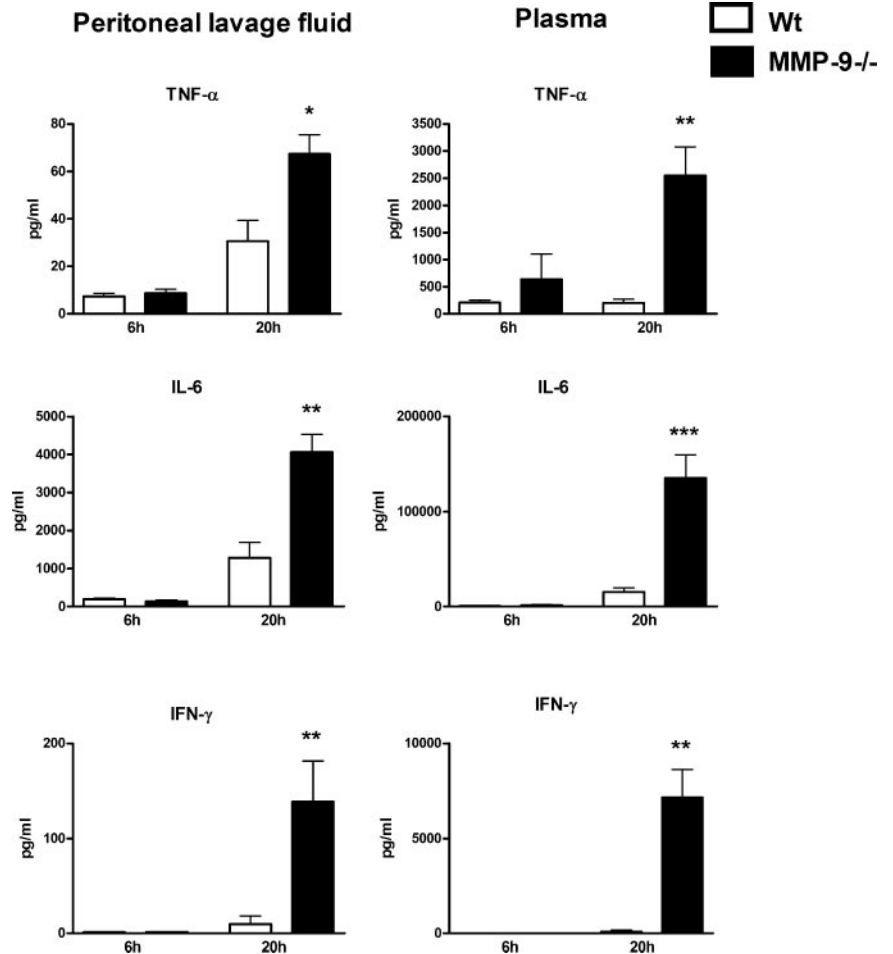 Peritoneal lavage fluid
Plasma
Wt
MMP-9-/-
TNF-α
80
60
40
20
0
pg/ml
*
6h
20h
TNF-α
3500
3000
2500
2000
1500
1000
500
0
pg/ml
**
6h
20h
IL-6
5000
4000
3000
2000
1000
0
pg/ml
**
6h
20h
IL-6
200000
100000
0
pg/ml
***
6h
20h
IFN-γ
200
100
0
pg/ml
**
6h
20h
IFN-γ
10000
5000
0
pg/ml
**
6h
20h